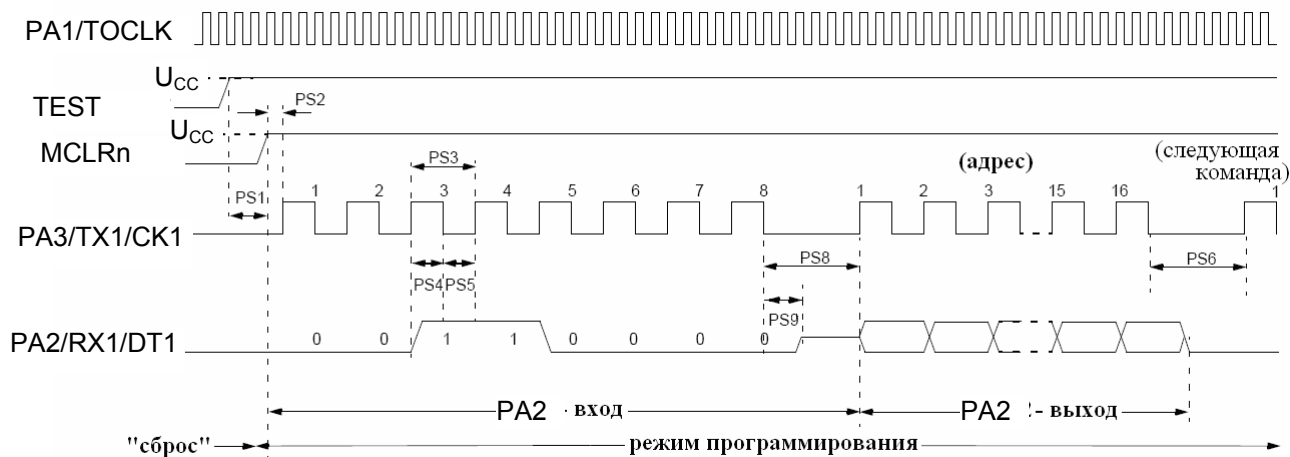 PA1/TOCLK
UCC
TEST
PS2
UCC
MCLRn
PS3
(адрес)
(следующая
команда)
PS1
1 2 3 4 5 6 7 8 1 2 3 15 16 1
PA3/TX1/CK1
PS4 PS5
PS8
PS6
PS9
PA2/RX1/DT1
0 0 1 1 0 0 0 0
PA2 · вход
PA2 - выход
"сброс"
режим программирования